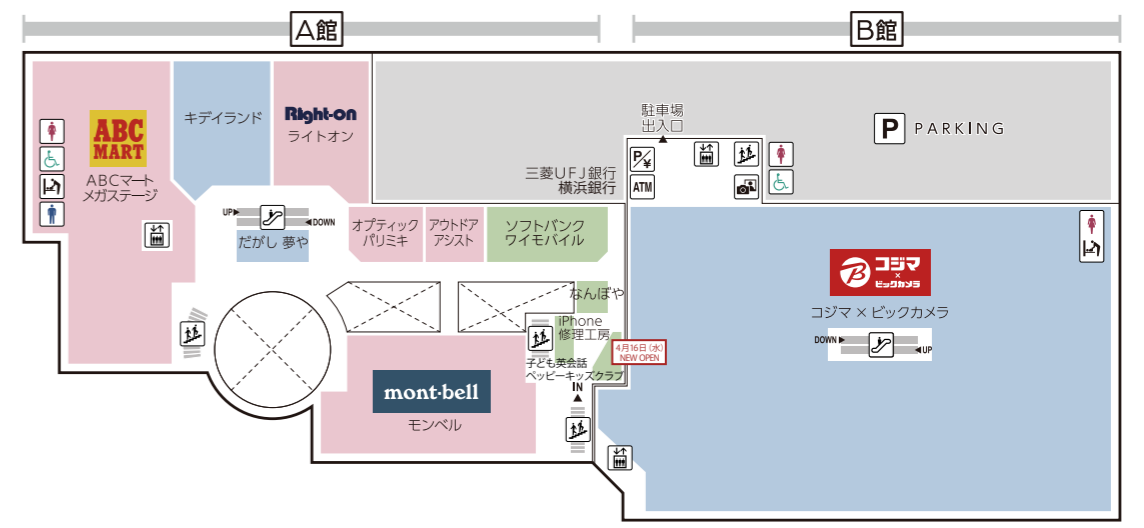 A館
B館
ABC
MART
ABCマート
メガステージ
キデイランド
Right-on
ライトオン
駐車場
出入口
P
PARKING
三菱UFJ銀行
横浜銀行
P/¥
ATM
UP
DOWN
だがし 夢や
オプティック
パリミキ
アウトドア
アシスト
ソフトバンク
ワイモバイル
なんぼや
iPhone
修理工房
4月16日(水)
NEW OPEN
子ども英会話
ペッピーキッズクラブ
IN
mont-bell
モンベル
B
コジマ
×
ビックカメラ
コジマ × ビックカメラ
DOWN
UP